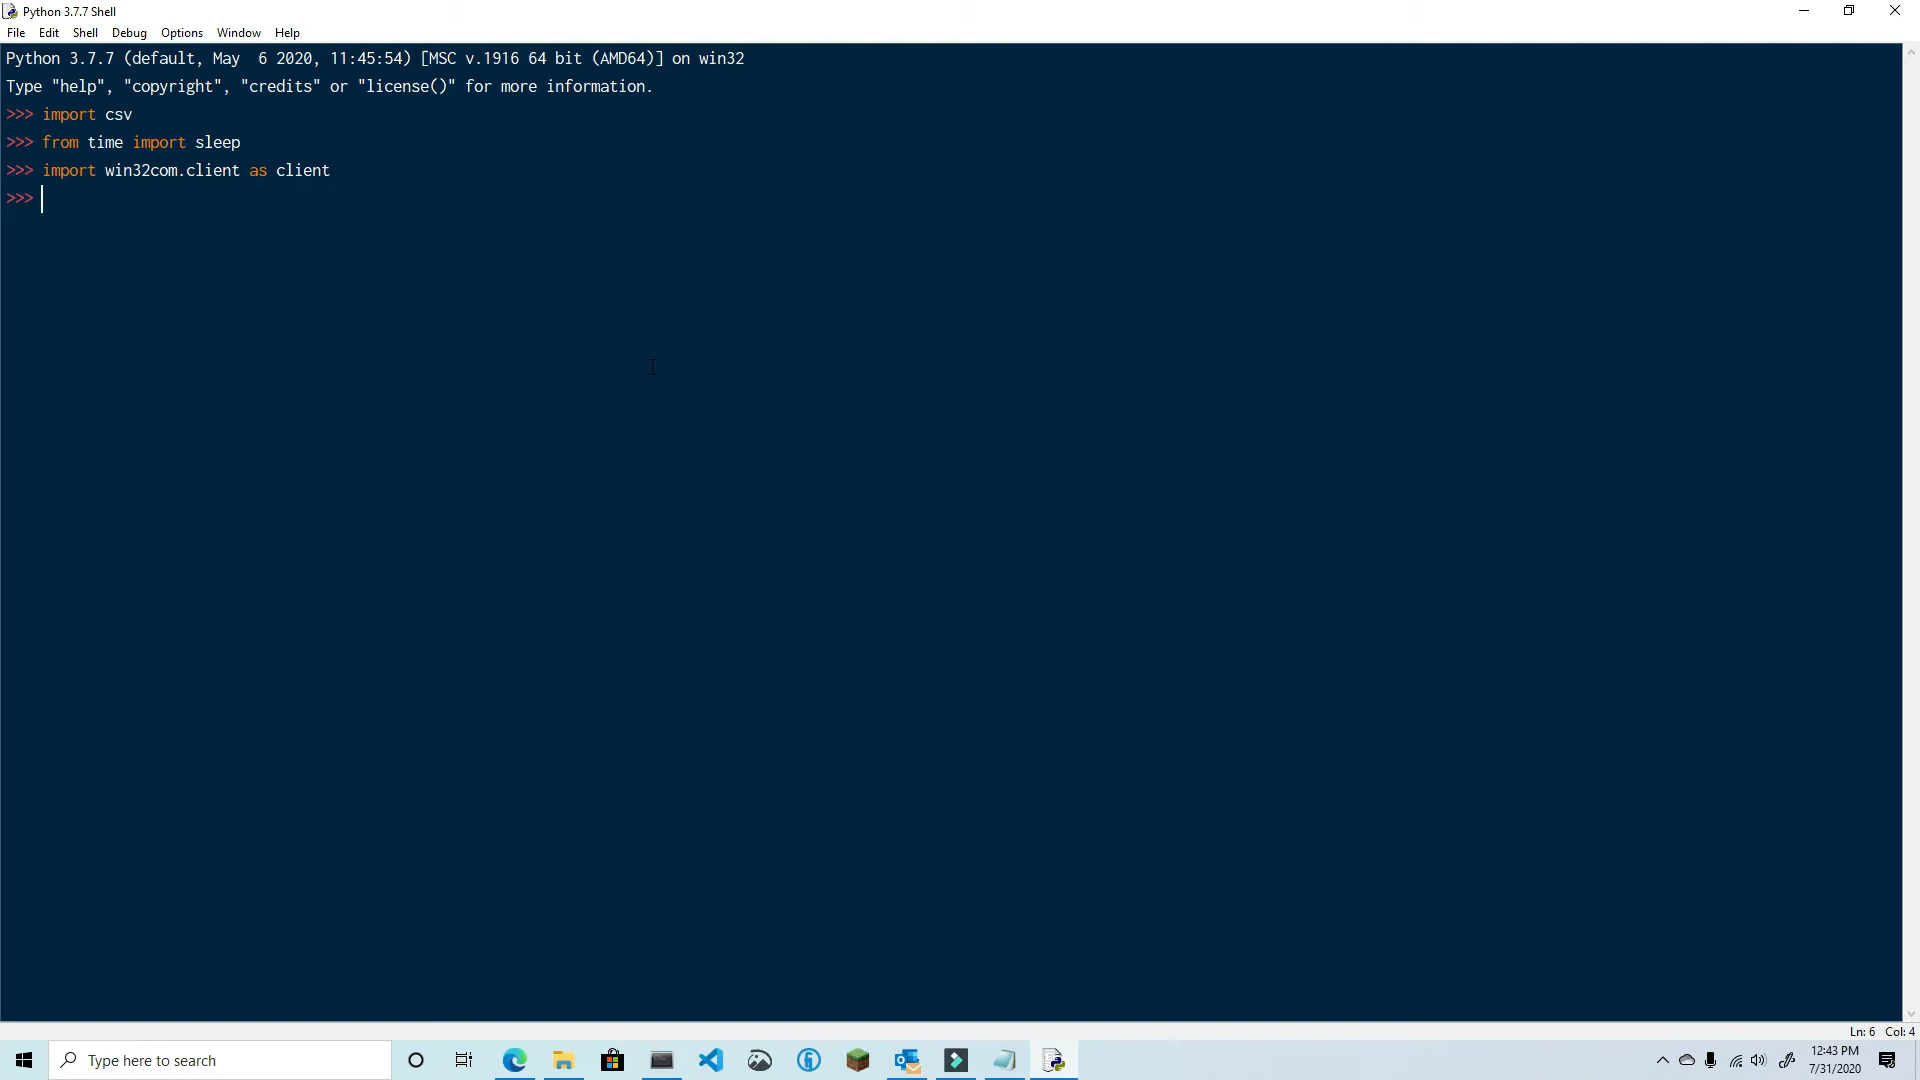 Python 3.7.7 Shell
File Edit Shell Debug Options Window Help
Python 3.7.7 (default, May  6 2020, 11:45:54) [MSC v.1916 64 bit (AMD64)] on win32
Type "help", "copyright", "credits" or "license()" for more information.
>>> import csv
>>> from time import sleep
>>> import win32com.client as client
>>>
Ln: 6 Col: 4
Type here to search
12:43 PM
7/31/2020